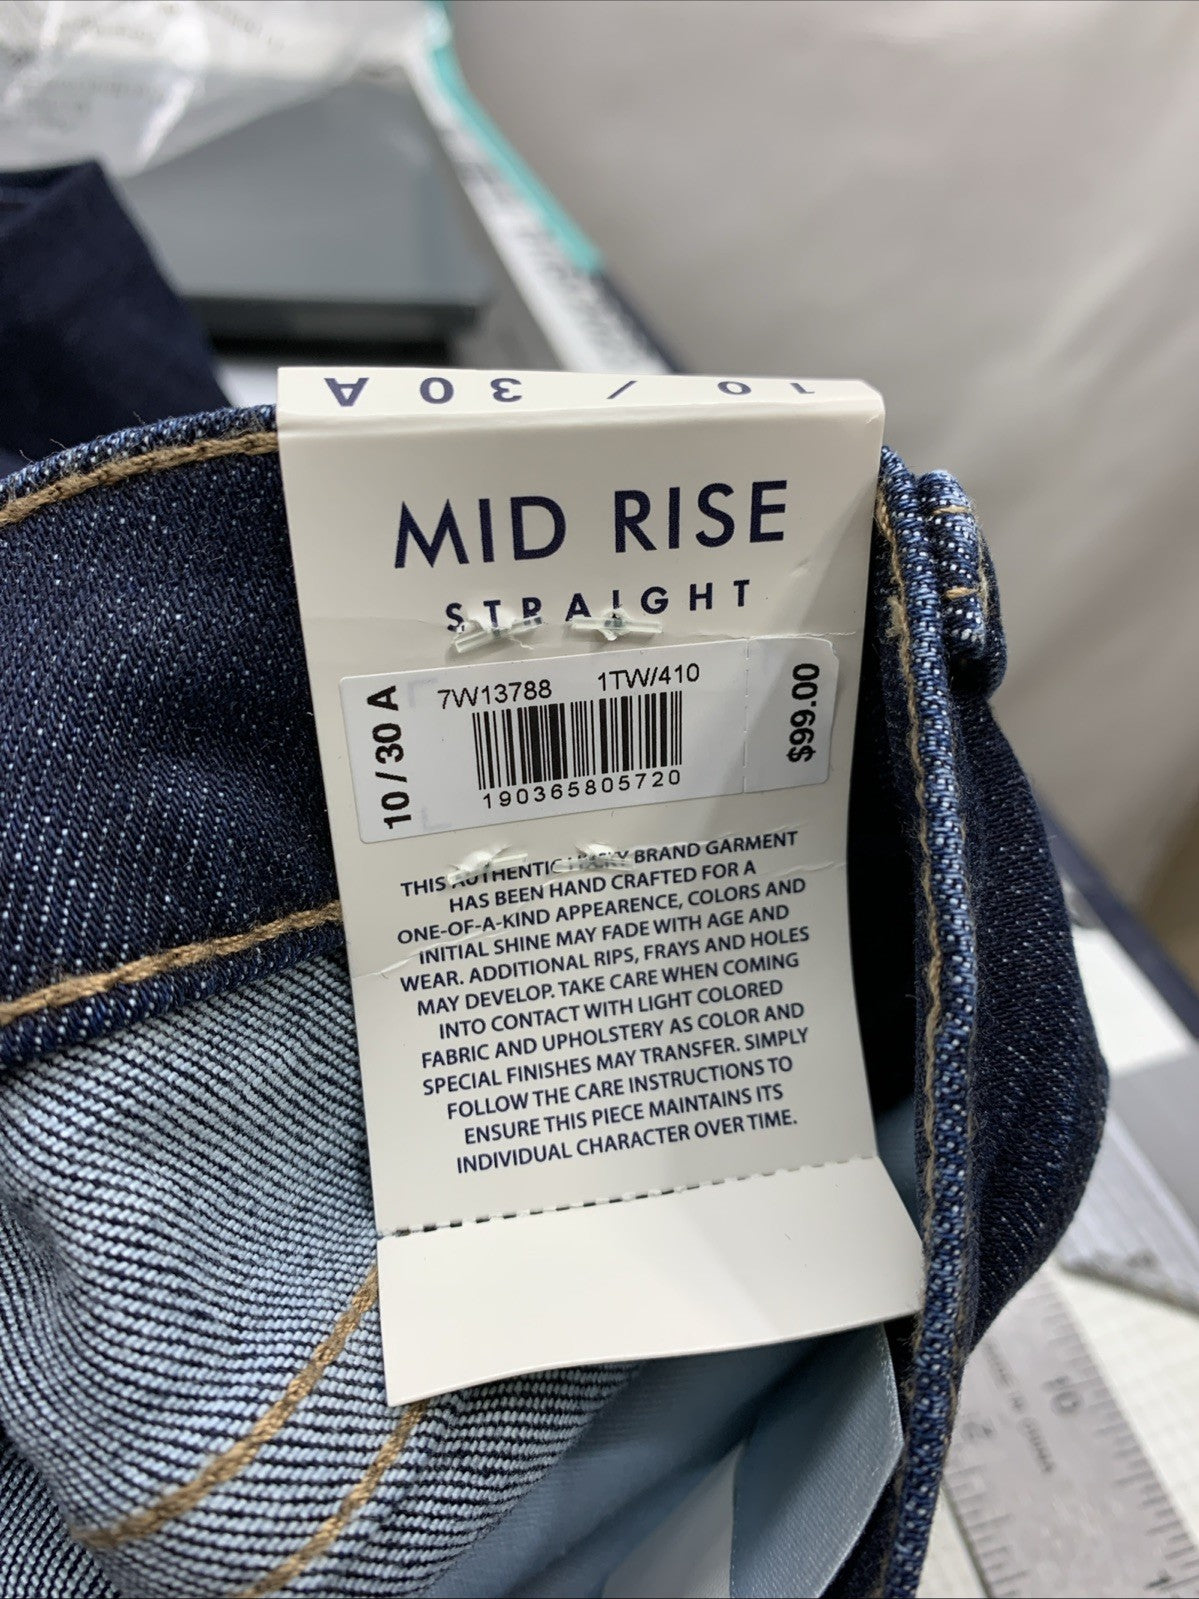 10 / 30 A
MID RISE
STRAIGHT
10 / 30 A
7W13788 1TW/410
190365805720
$99.00
THIS AUTHENTIC BRAND GARMENT
HAS BEEN HAND CRAFTED FOR A
ONE-OF-A-KIND APPEARENCE, COLORS AND
INITIAL SHINE MAY FADE WITH AGE AND
WEAR. ADDITIONAL RIPS, FRAYS AND HOLES
MAY DEVELOP. TAKE CARE WHEN COMING
INTO CONTACT WITH LIGHT COLORED
FABRIC AND UPHOLSTERY AS COLOR AND
SPECIAL FINISHES MAY TRANSFER. SIMPLY
FOLLOW THE CARE INSTRUCTIONS TO
ENSURE THIS PIECE MAINTAINS ITS
INDIVIDUAL CHARACTER OVER TIME.
10
2
1